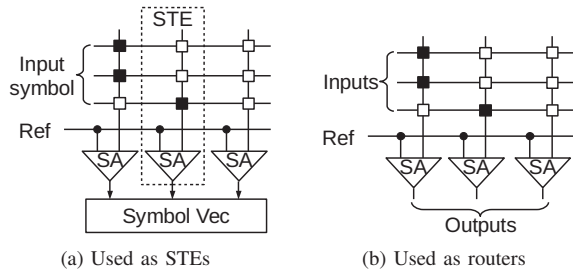 STE
Input
symbol
Ref
SA SA SA
Symbol Vec
(a) Used as STEs
Inputs
Ref
SA SA SA
Outputs
(b) Used as routers